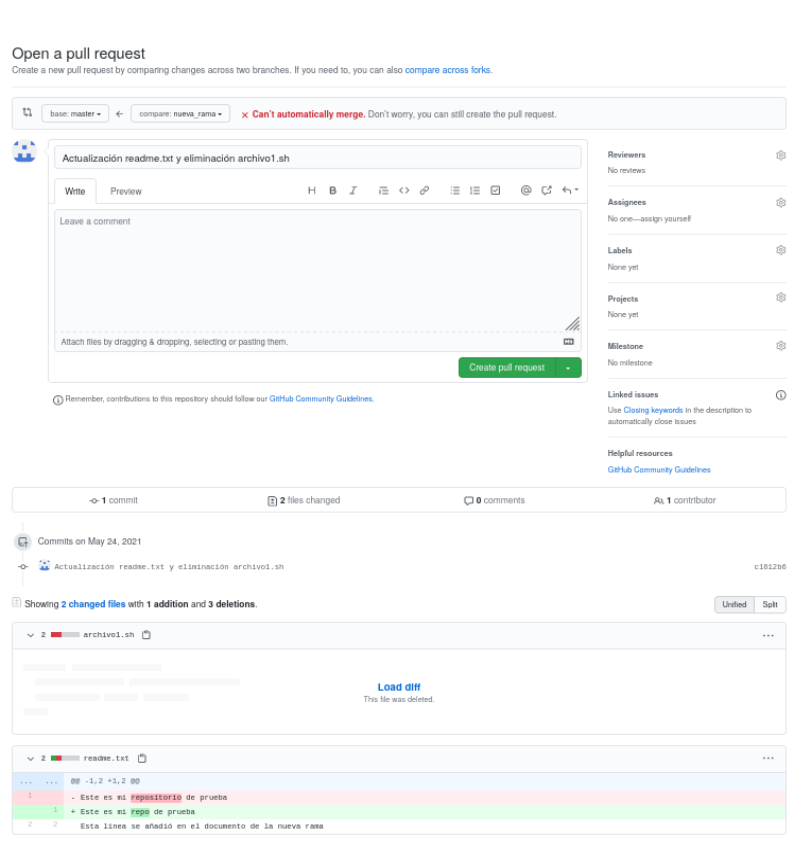 Open a pull request
Create a new pull request by comparing changes across two branches. If you need to, you can also compare across forks.
base: master
compare: nueva_rama
Can't automatically merge. Don't worry, you can still create the pull request.
Actualización readme.txt y eliminación archivo1.sh
Write Preview
Leave a comment
Attach files by dragging & dropping, selecting or pasting them.
Create pull request
Remember, contributions to this repository should follow our GitHub Community Guidelines.
Reviewers
No reviews
Assignees
No one—assign yourself
Labels
None yet
Projects
None yet
Milestone
No milestone
Linked issues
Use Closing keywords in the description to
automatically close issues
Helpful resources
GitHub Community Guidelines
1 commit
2 files changed
0 comments
1 contributor
Commits on May 24, 2021
Actualización readme.txt y eliminación archivo1.sh c1612b6
Showing 2 changed files with 1 addition and 3 deletions.
Unified Split
2 archivo1.sh
Load diff
This file was deleted.
2 readme.txt
... ... @@ -1,2 +1,2 @@
1 - Este es mi repositorio de prueba
1 + Este es mi repo de prueba
2 2 Esta línea se añadió en el documento de la nueva rama